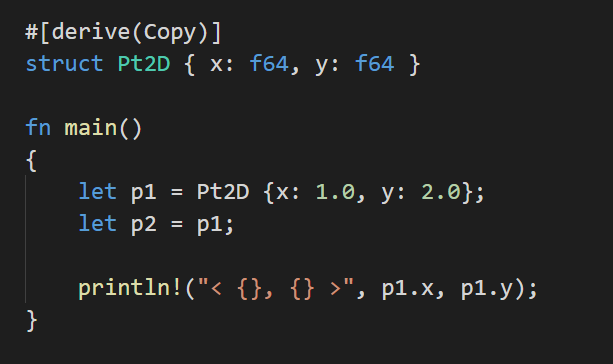 #[derive(Copy)]
struct Pt2D { x: f64, y: f64 }
fn main()
{
let p1 = Pt2D {x: 1.0, y: 2.0};
let p2 = p1;
println!("< {}, {} >", p1.x, p1.y);
}